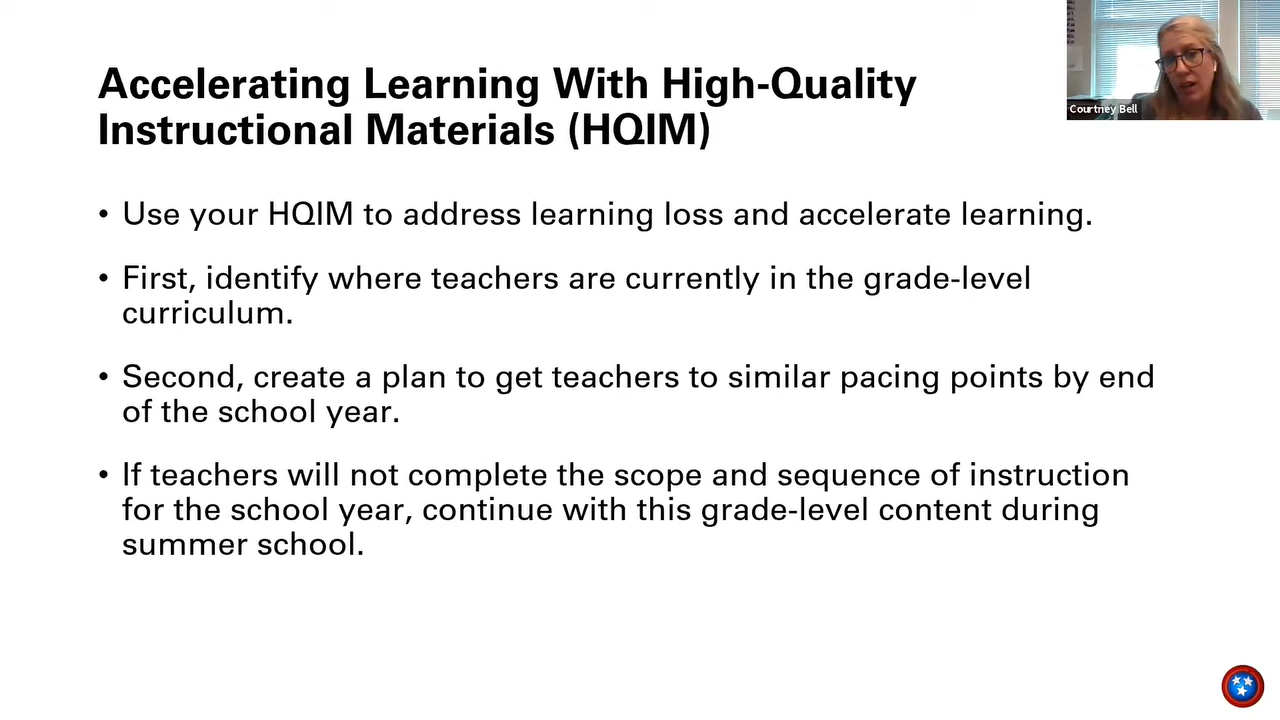 Accelerating Learning With High-Quality
Instructional Materials (HQIM)
Courtney Bell
• Use your HQIM to address learning loss and accelerate learning.
• First, identify where teachers are currently in the grade-level
curriculum.
• Second, create a plan to get teachers to similar pacing points by end
of the school year.
• If teachers will not complete the scope and sequence of instruction
for the school year, continue with this grade-level content during
summer school.